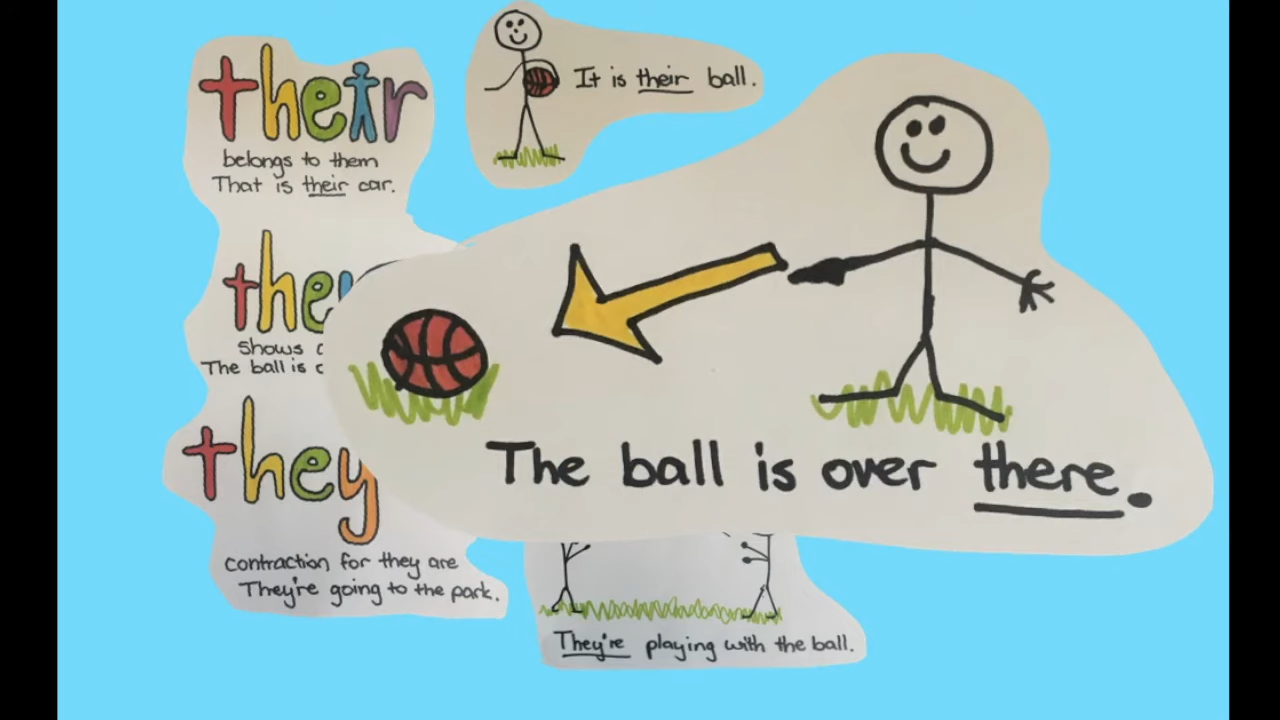 their
belongs to them
That is their car.
It is their ball.
the
shows
The ball is
The ball is over there.
they
contraction for they are
They're going to the park.
They're playing with the ball.